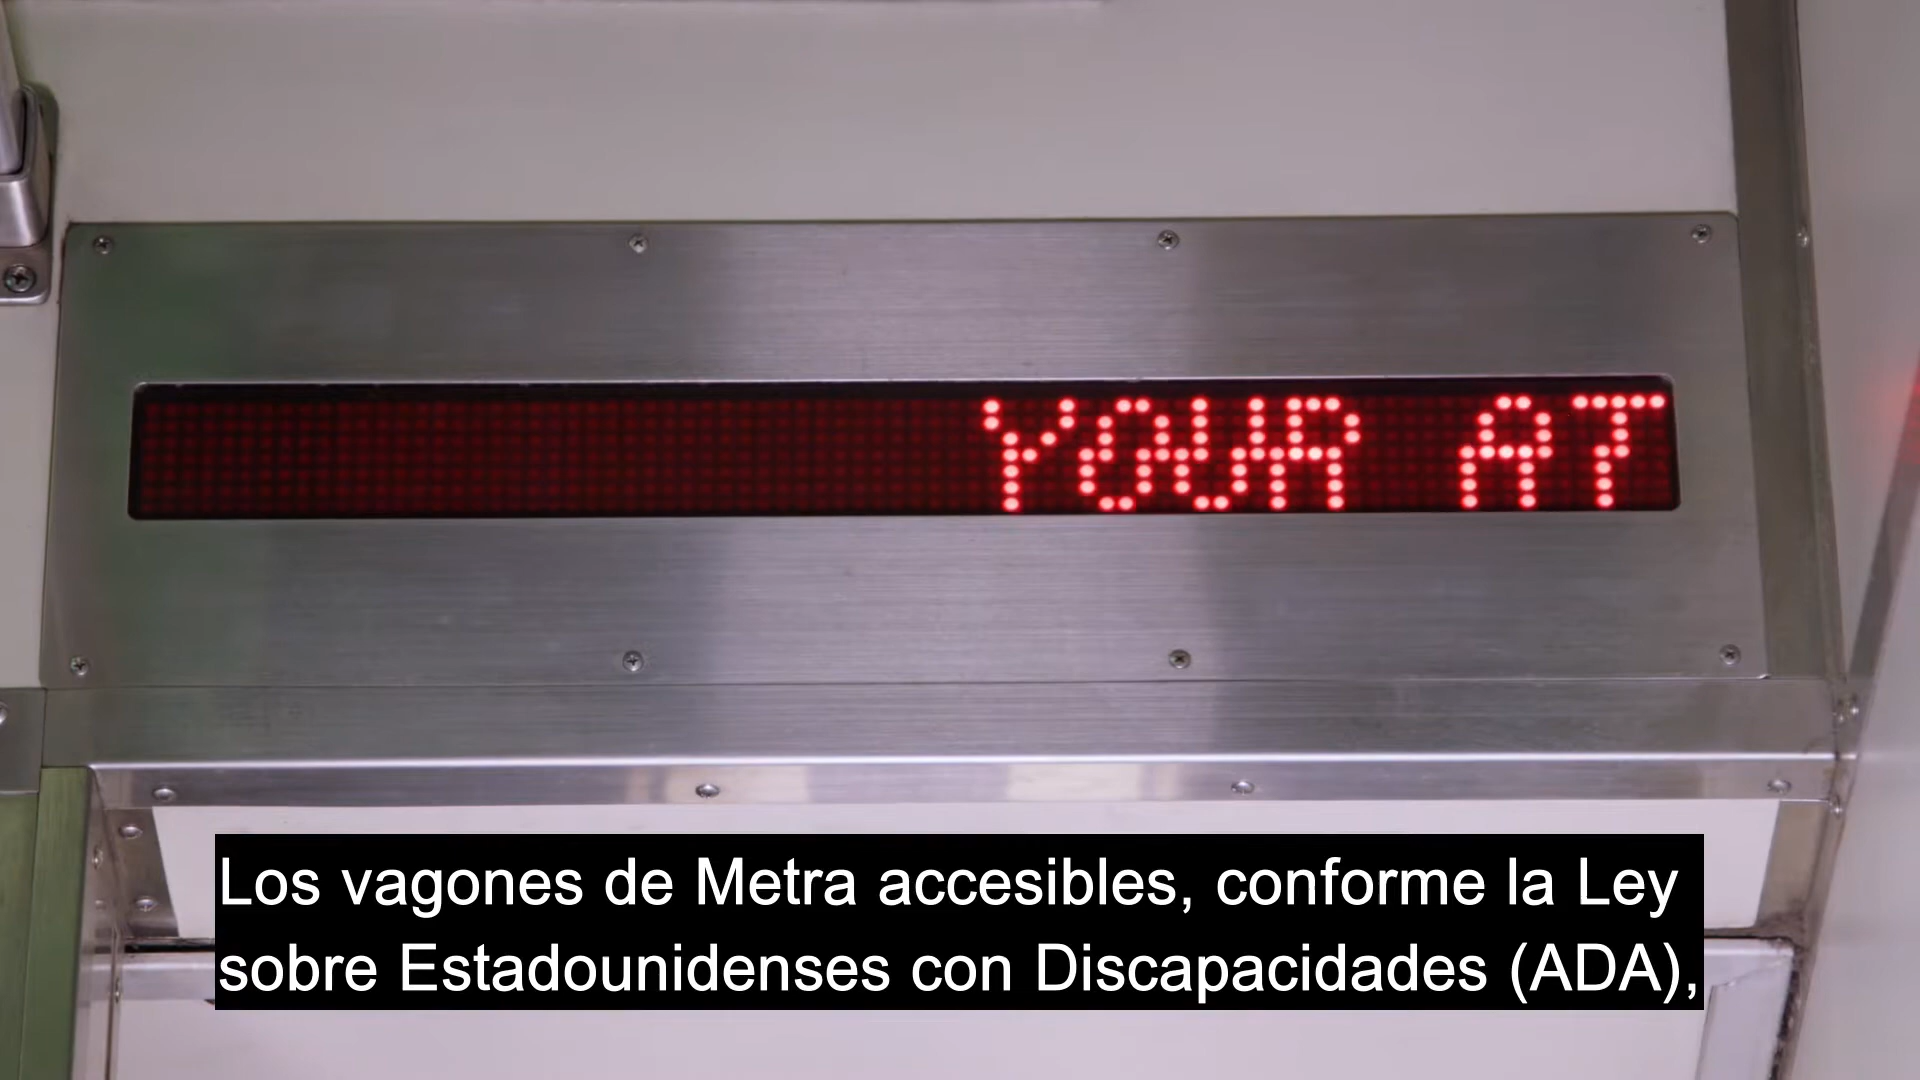 YOUR AT
Los vagones de Metra accesibles, conforme la Ley
sobre Estadounidenses con Discapacidades (ADA),